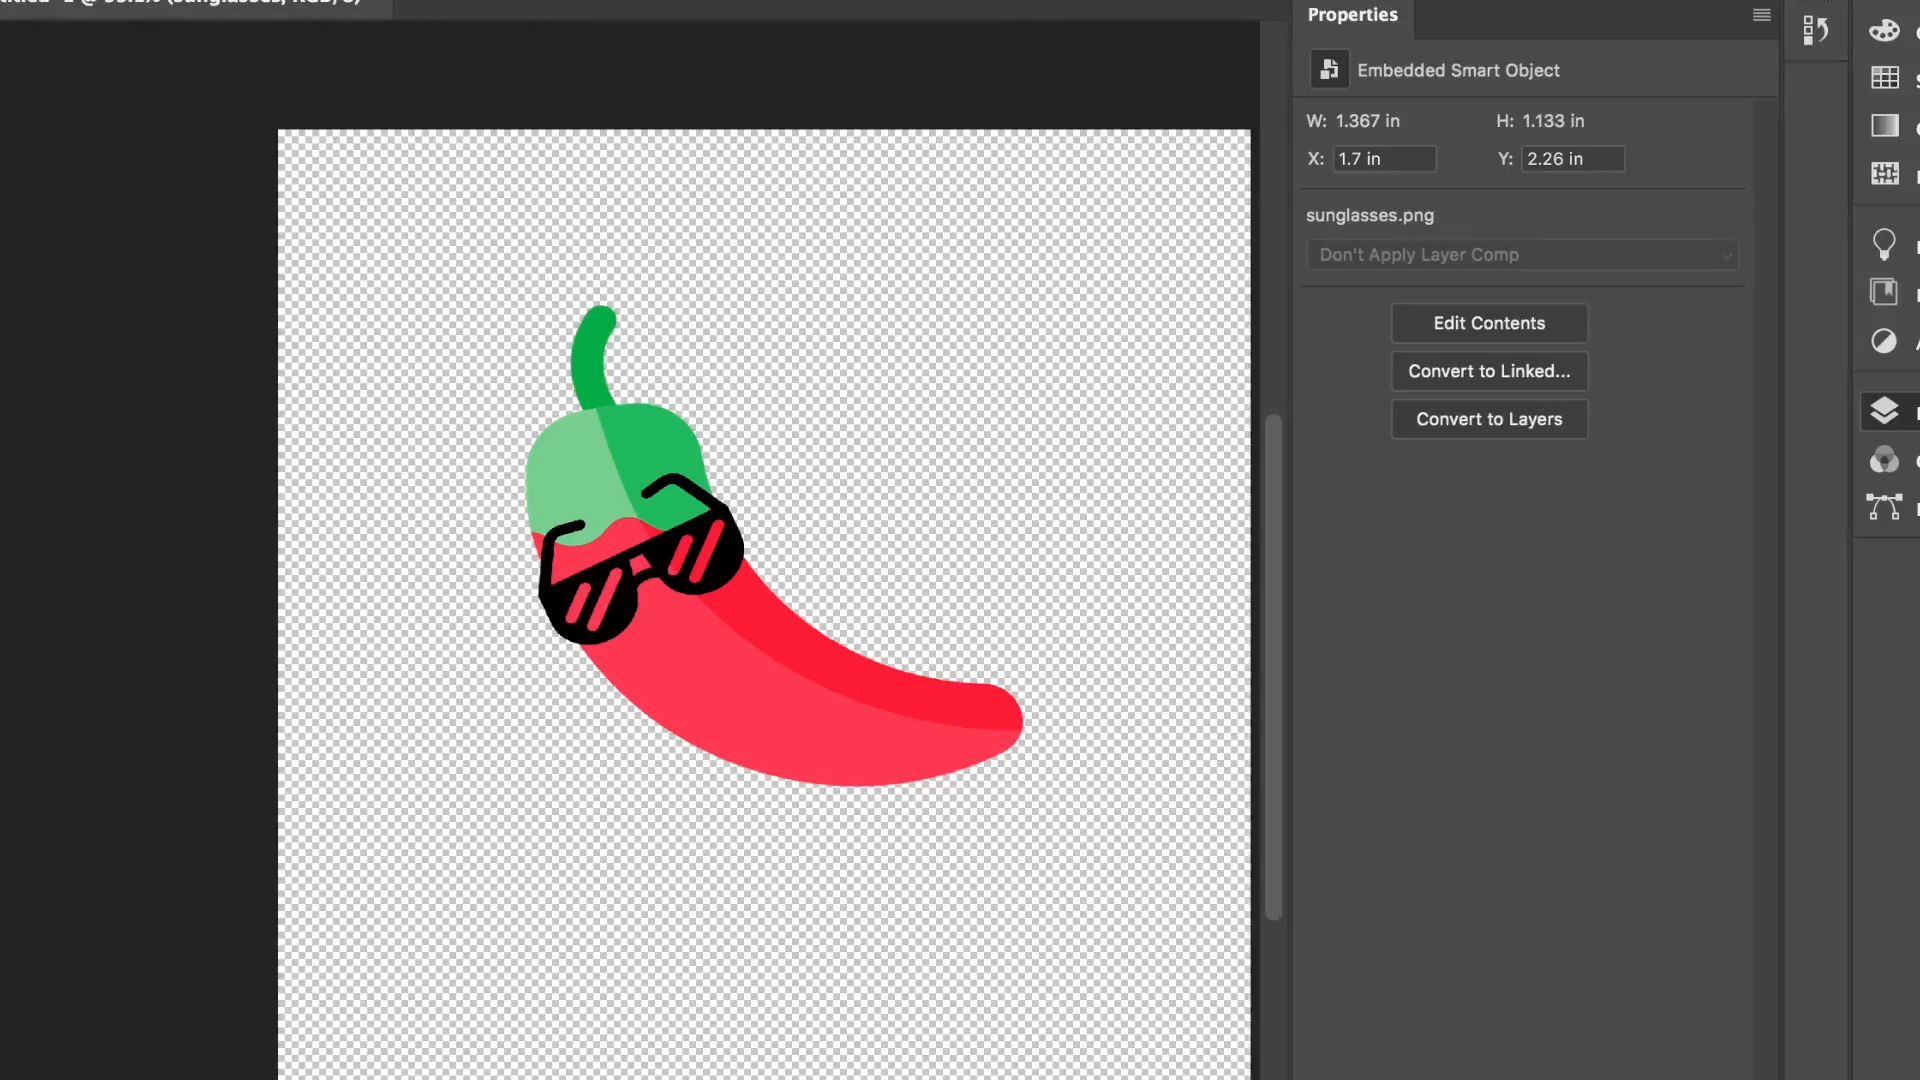 Properties
Embedded Smart Object
W: 1.367 in H: 1.133 in
X: 1.7 in Y: 2.26 in
sunglasses.png
Don't Apply Layer Comp
Edit Contents
Convert to Linked...
Convert to Layers